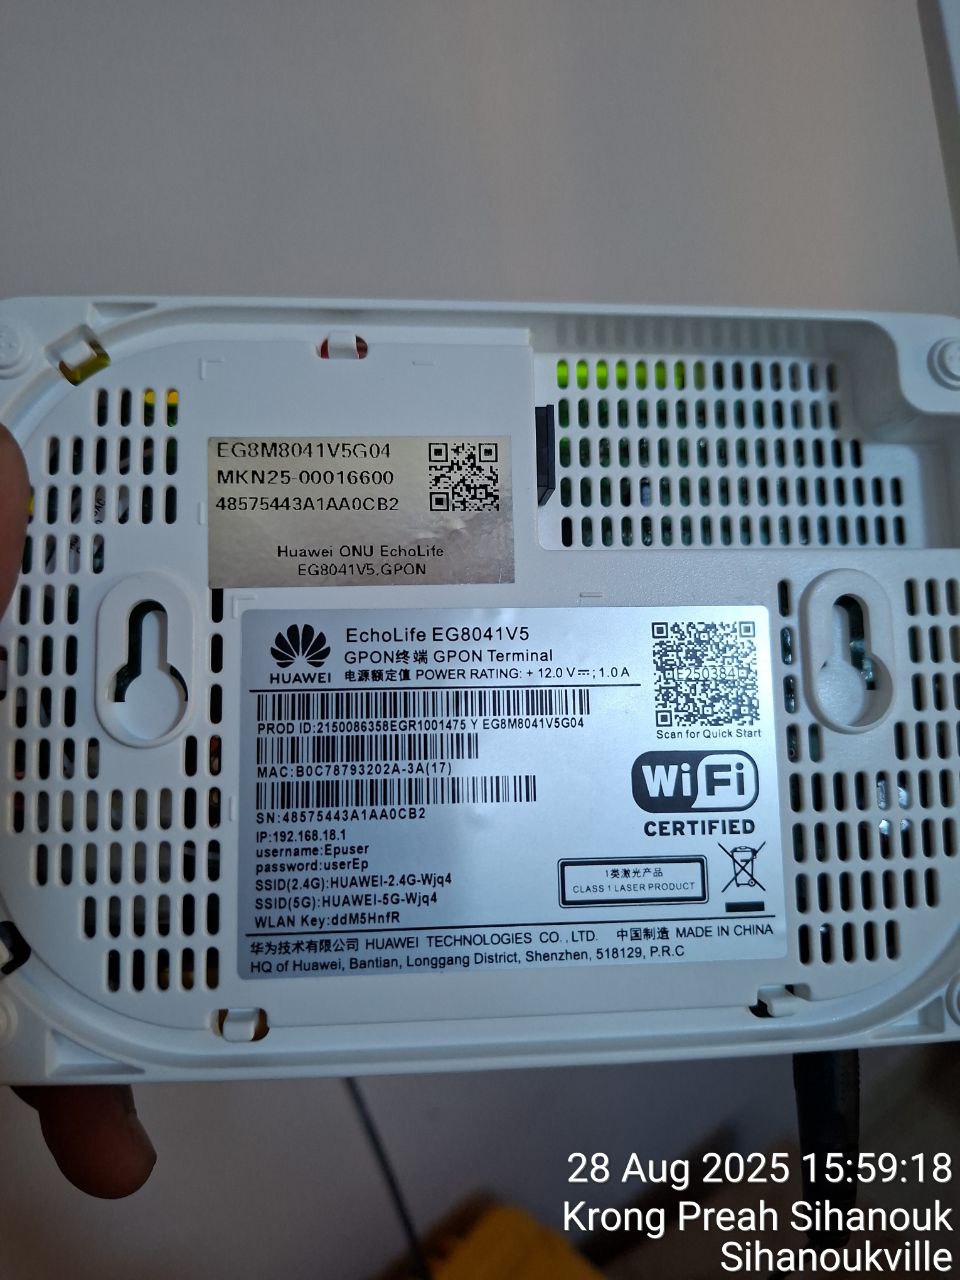 EG8M8041V5G04
MKN25-00016600
48575443A1AA0CB2
Huawei ONU EchoLife
EG8041V5,GPON
HUAWEI
EchoLife EG8041V5
GPON终端 GPON Terminal
电源额定值 POWER RATING: + 12.0 V⎓; 1.0 A
PROD ID:2150086358EGR1001475 Y EG8M8041V5G04
MAC:B0C78793202A-3A(17)
SN:48575443A1AA0CB2
IP:192.168.18.1
username:Epuser
password:userEp
SSID(2.4G):HUAWEI-2.4G-Wjq4
SSID(5G):HUAWEI-5G-Wjq4
WLAN Key:ddM5HnfR
Scan for Quick Start
WiFi
CERTIFIED
1类激光产品
CLASS 1 LASER PRODUCT
华为技术有限公司 HUAWEI TECHNOLOGIES CO.,LTD. 中国制造 MADE IN CHINA
HQ of Huawei, Bantian, Longgang District, Shenzhen, 518129, P.R.C
28 Aug 2025 15:59:18
Krong Preah Sihanouk
Sihanoukville